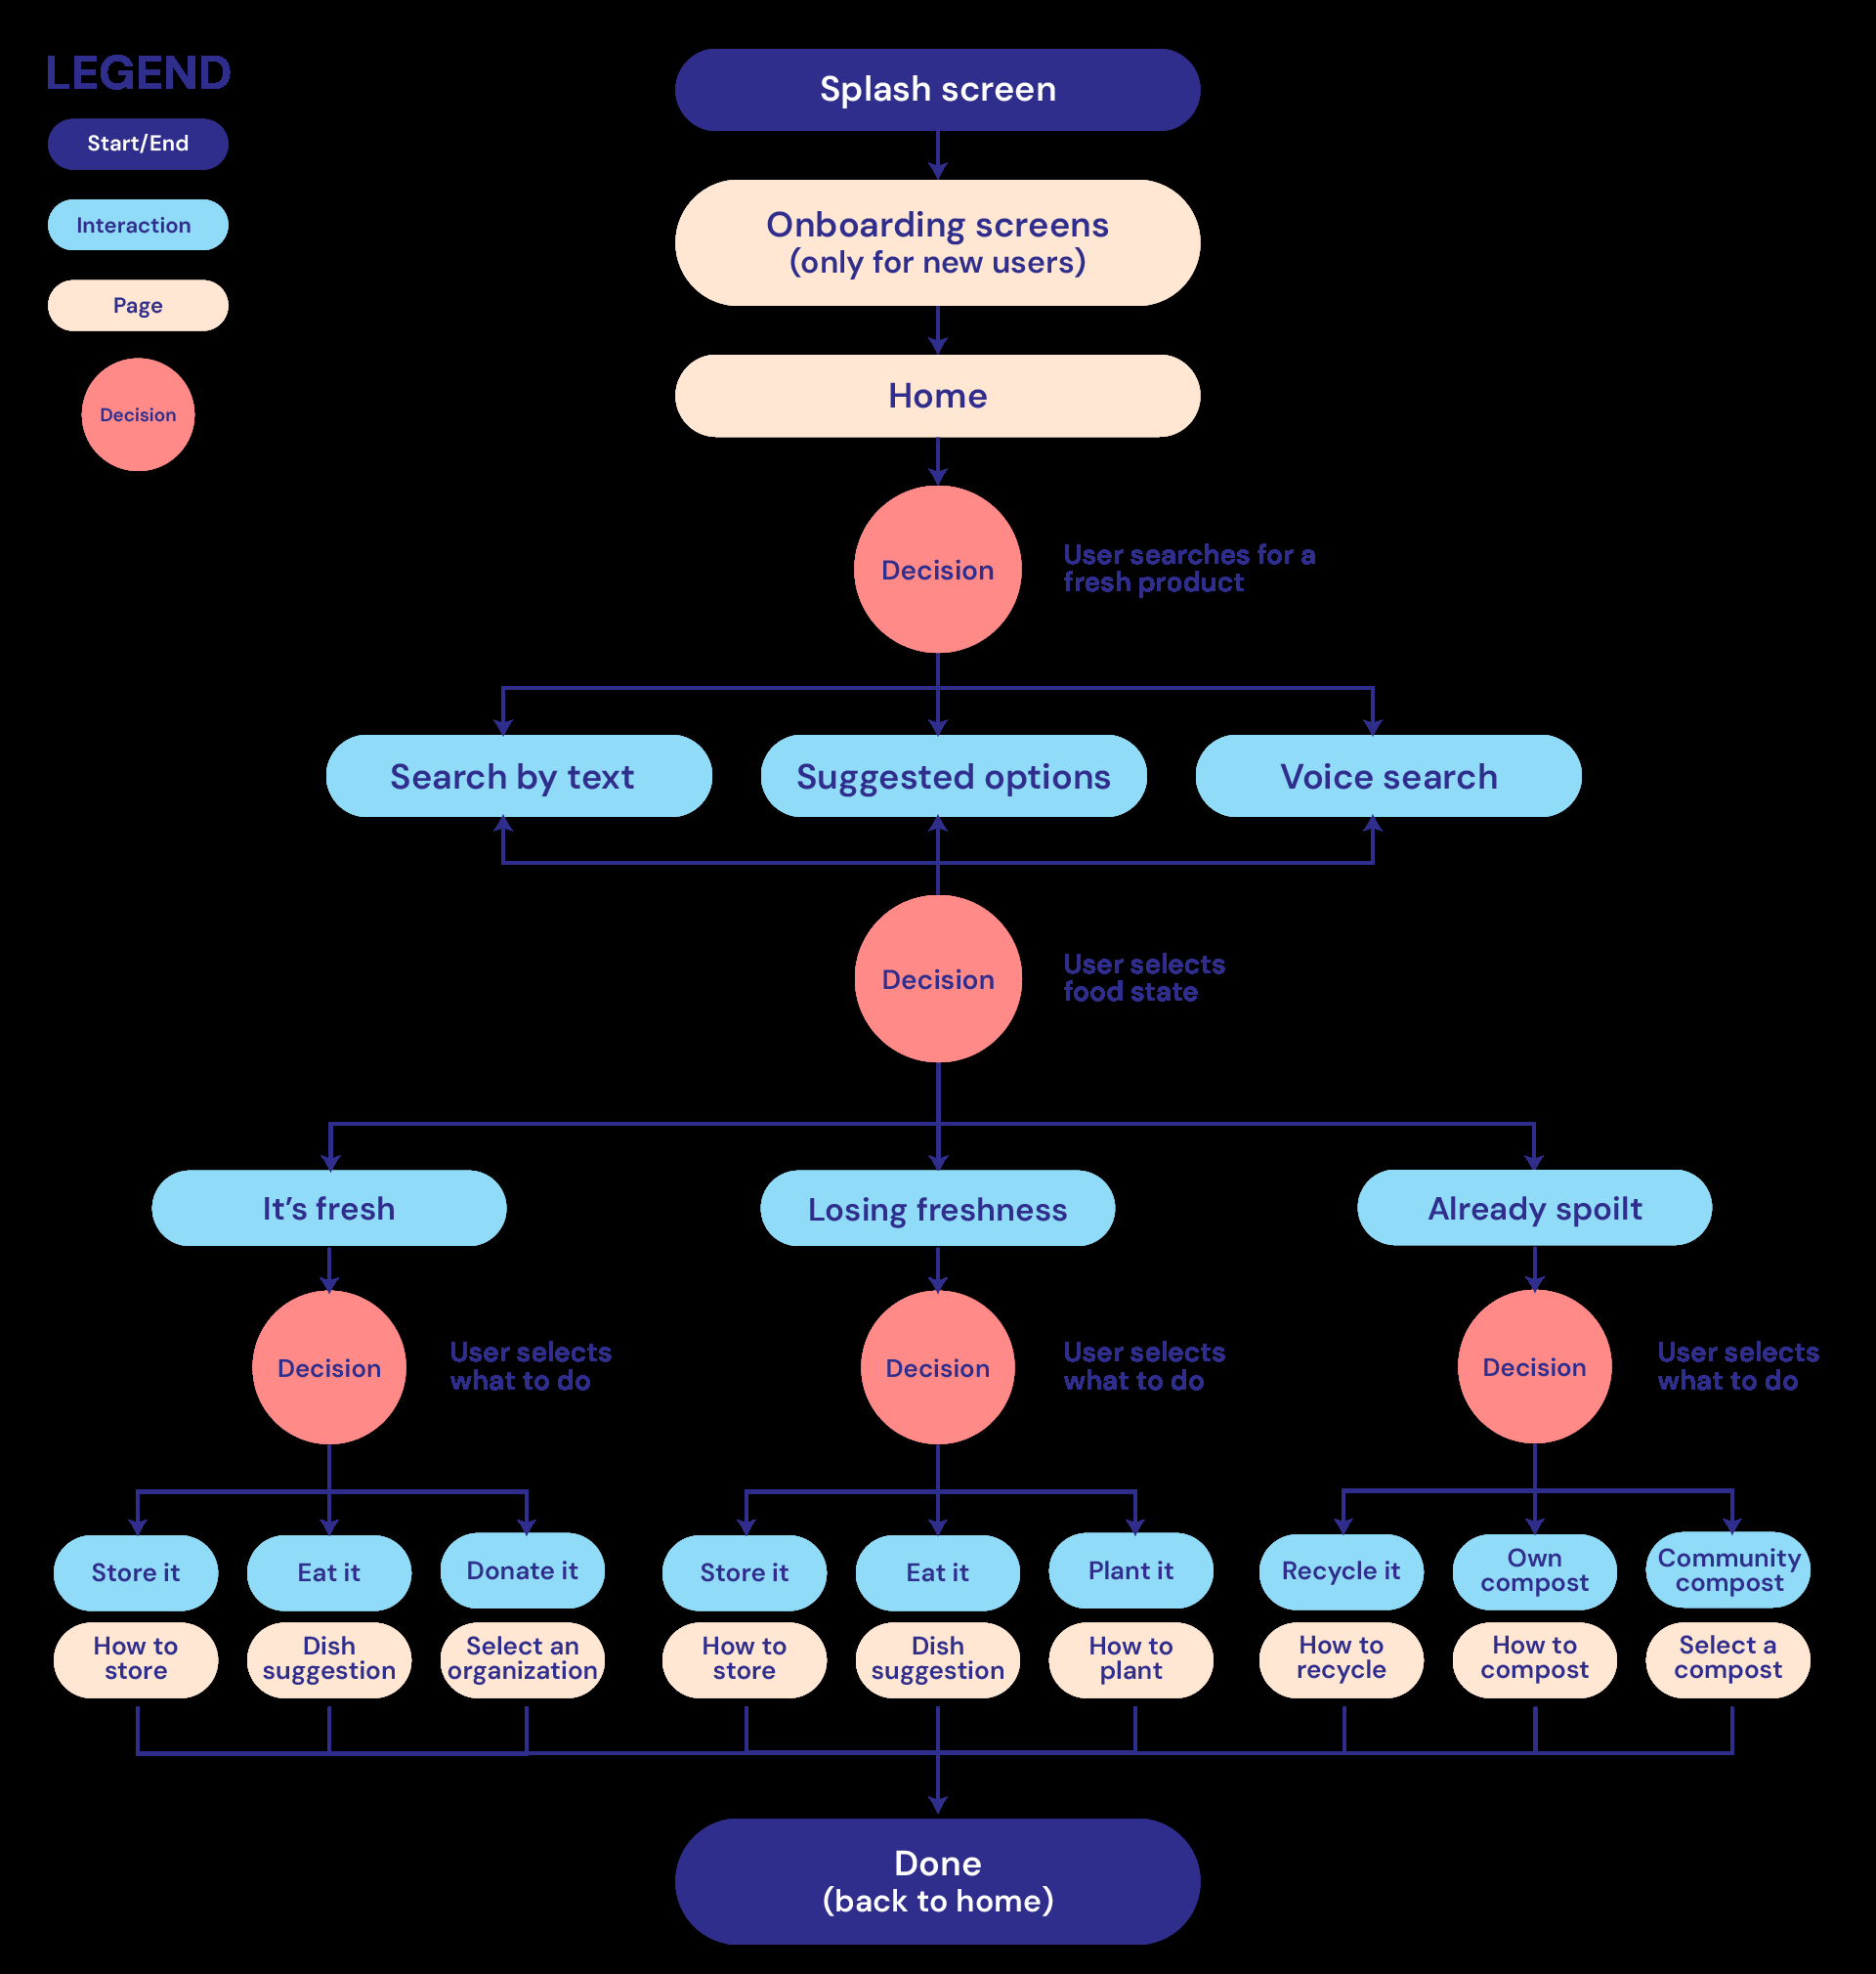 LEGEND
Start/End
Interaction
Page
Decision
Splash screen
Onboarding screens
(only for new users)
Home
Decision
User searches for a
fresh product
Search by text
Suggested options
Voice search
Decision
User selects
food state
It’s fresh
Losing freshness
Already spoilt
Decision
User selects
what to do
Decision
User selects
what to do
Decision
User selects
what to do
Store it
Eat it
Donate it
Store it
Eat it
Plant it
Recycle it
Own
compost
Community
compost
How to
store
Dish
suggestion
Select an
organization
How to
store
Dish
suggestion
How to
plant
How to
recycle
How to
compost
Select a
compost
Done
(back to home)